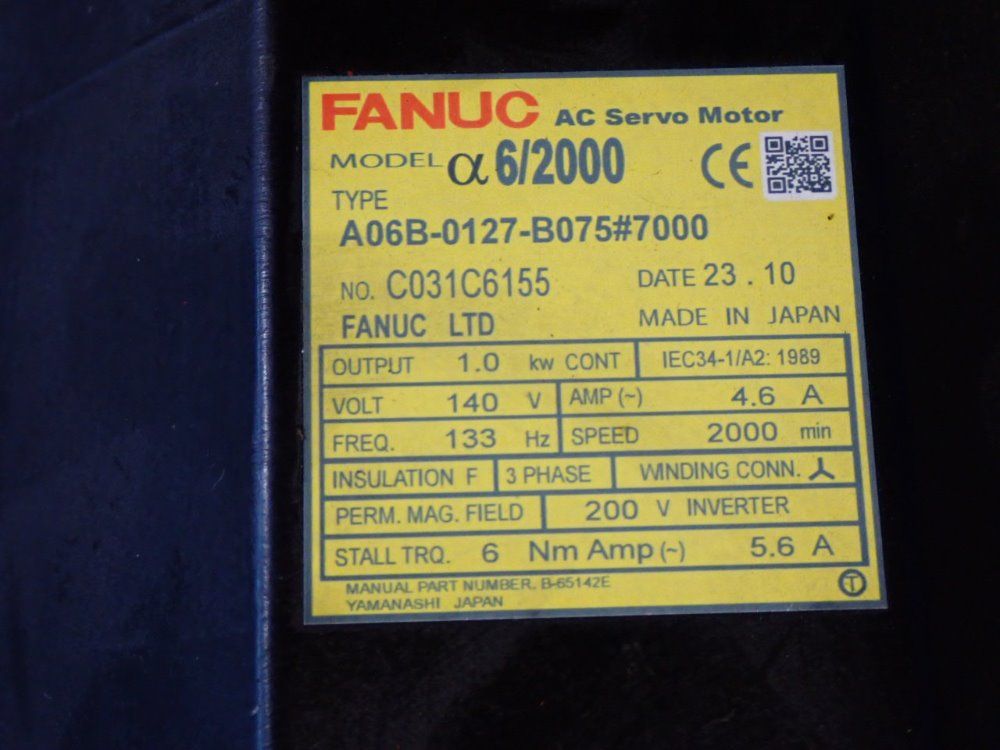 FANUC AC Servo Motor
MODEL α 6/2000 CE
TYPE
A06B-0127-B075#7000
NO. C031C6155 DATE 23 . 10
FANUC LTD MADE IN JAPAN
OUTPUT 1.0 kw CONT IEC34-1/A2: 1989
VOLT 140 V AMP (~) 4.6 A
FREQ. 133 Hz SPEED 2000 min
INSULATION F 3 PHASE WINDING CONN.
PERM. MAG. FIELD 200 V INVERTER
STALL TRQ. 6 Nm Amp (~) 5.6 A
MANUAL PART NUMBER. B-65142E
YAMANASHI JAPAN
T